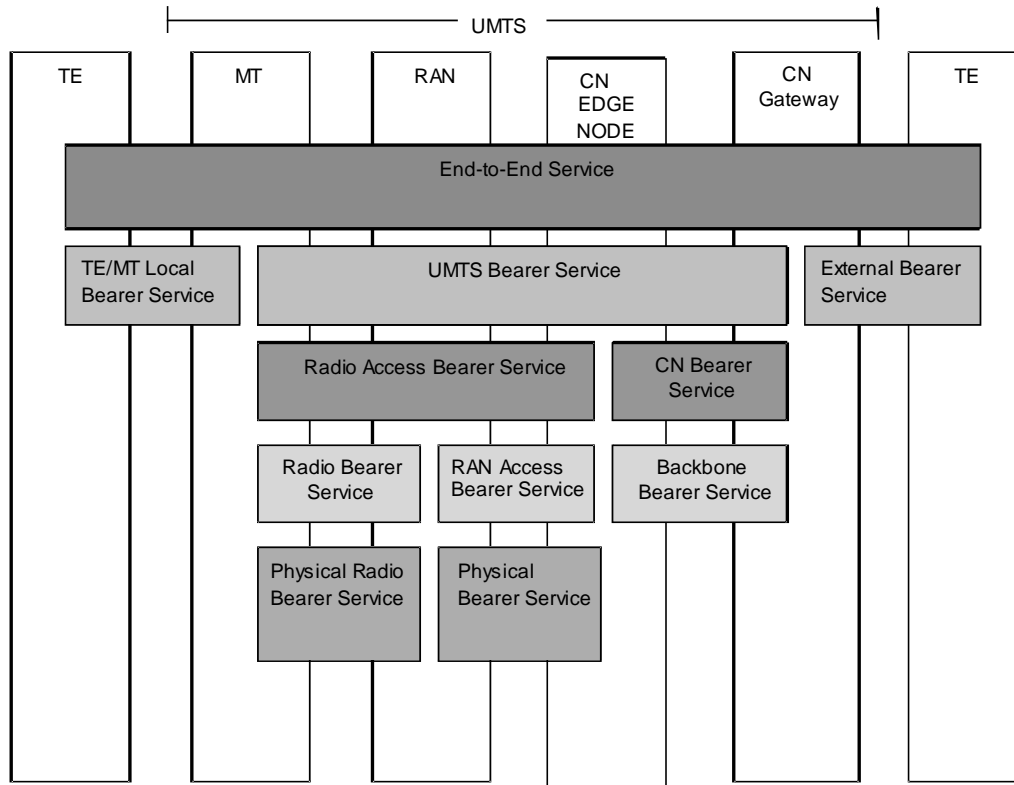 UMTS
TE
MT
RAN
CN
EDGE
NODE
CN
Gateway
TE
End-to-End Service
TE/MT Local
Bearer Service
UMTS Bearer Service
External Bearer
Service
Radio Access Bearer Service
CN Bearer
Service
Radio Bearer
Service
RAN Access
Bearer Service
Backbone
Bearer Service
Physical Radio
Bearer Service
Physical
Bearer Service